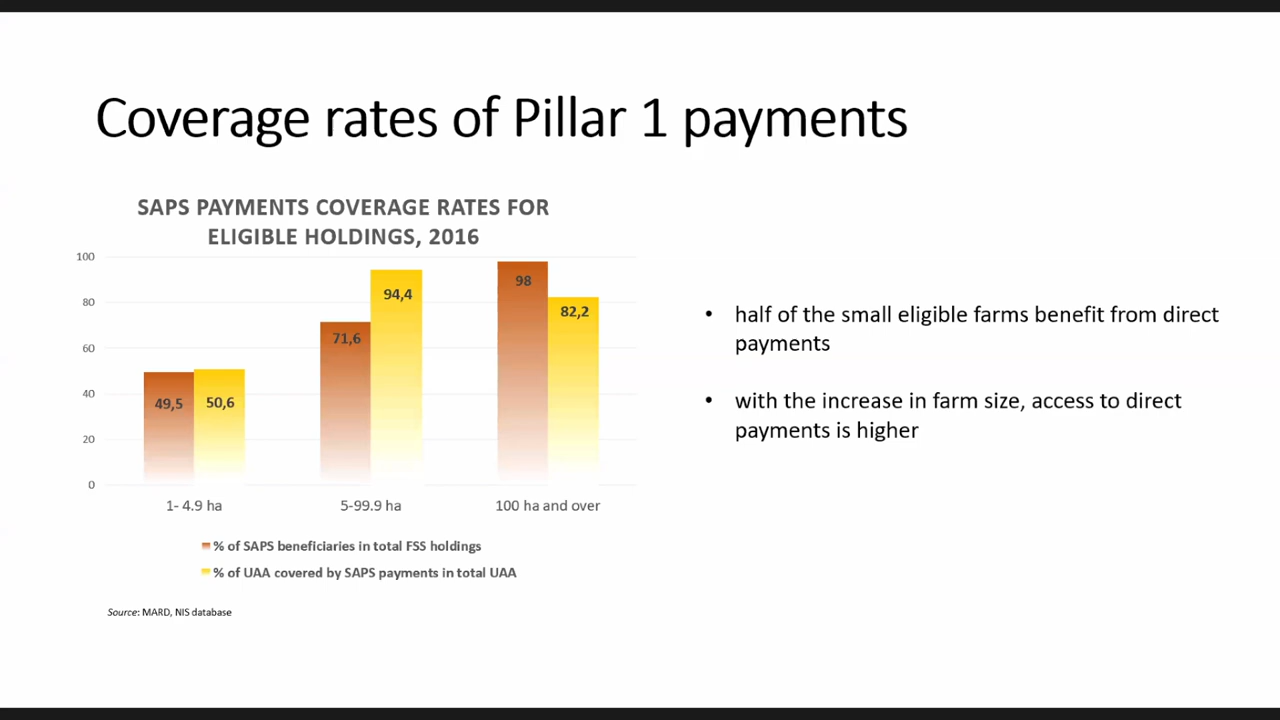 Coverage rates of Pillar 1 payments
SAPS PAYMENTS COVERAGE RATES FOR
ELIGIBLE HOLDINGS, 2016
100
80
60
40
20
0
49,5
50,6
71,6
94,4
98
82,2
1- 4.9 ha
5-99.9 ha
100 ha and over
% of SAPS beneficiaries in total FSS holdings
% of UAA covered by SAPS payments in total UAA
Source: MARD, NIS database
• half of the small eligible farms benefit from direct
payments
• with the increase in farm size, access to direct
payments is higher